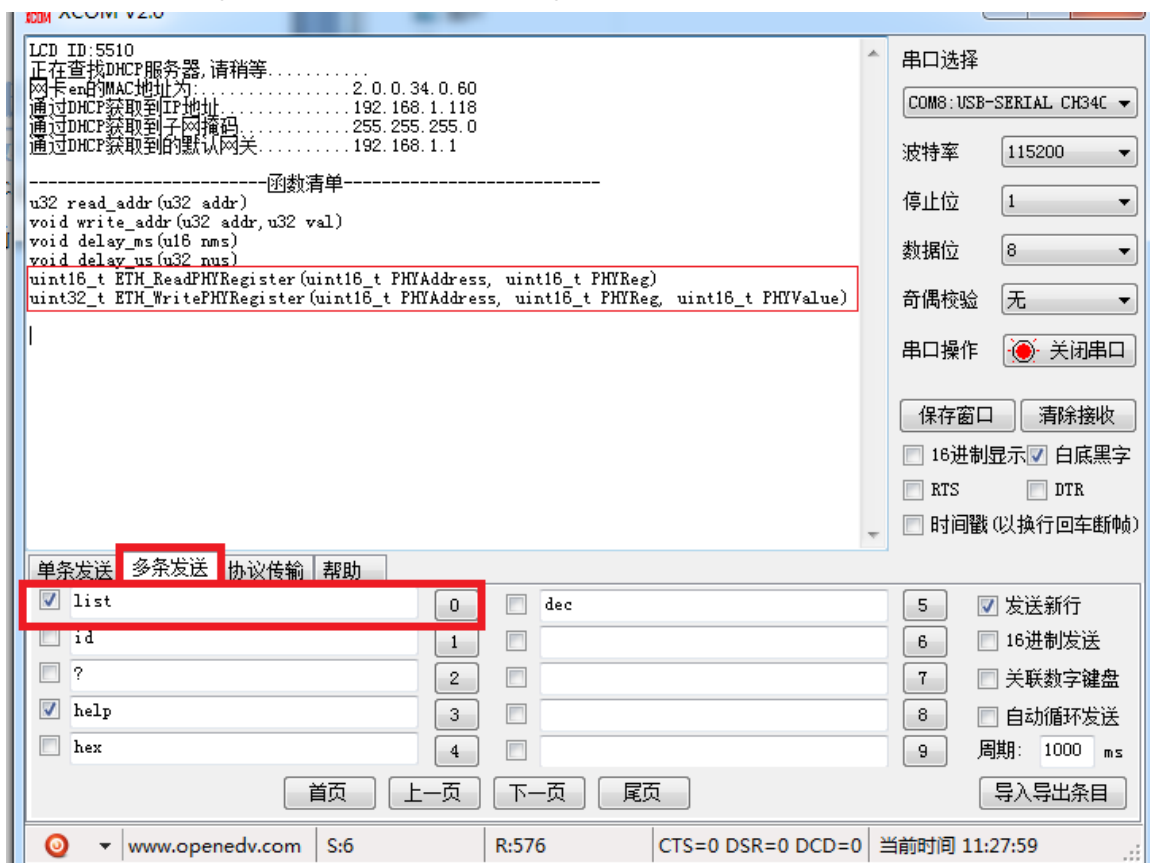 XCOM V2.0
LCD ID:5510
正在查找DHCP服务器,请稍等...........
网卡en的MAC地址为:................2.0.0.34.0.60
通过DHCP获取到IP地址..............192.168.1.118
通过DHCP获取到子网掩码............255.255.255.0
通过DHCP获取到的默认网关..........192.168.1.1
--------------------------函数清单----------------------------
u32 read_addr(u32 addr)
void write_addr(u32 addr,u32 val)
void delay_ms(u16 nms)
void delay_us(u32 nus)
uint16_t ETH_ReadPHYRegister(uint16_t PHYAddress, uint16_t PHYReg)
uint32_t ETH_WritePHYRegister(uint16_t PHYAddress, uint16_t PHYReg, uint16_t PHYValue)
串口选择
COM8:USB-SERIAL CH340
波特率 115200
停止位 1
数据位 8
奇偶校验 无
串口操作 关闭串口
保存窗口 清除接收
16进制显示 白底黑字
RTS DTR
时间戳(以换行回车断帧)
单条发送 多条发送 协议传输 帮助
list 0 dec 5 发送新行
id 1 6 16进制发送
? 2 7 关联数字键盘
help 3 8 自动循环发送
hex 4 9 周期: 1000 ms
首页 上一页 下一页 尾页 导入导出条目
www.openedv.com S:6 R:576 CTS=0 DSR=0 DCD=0 当前时间 11:27:59